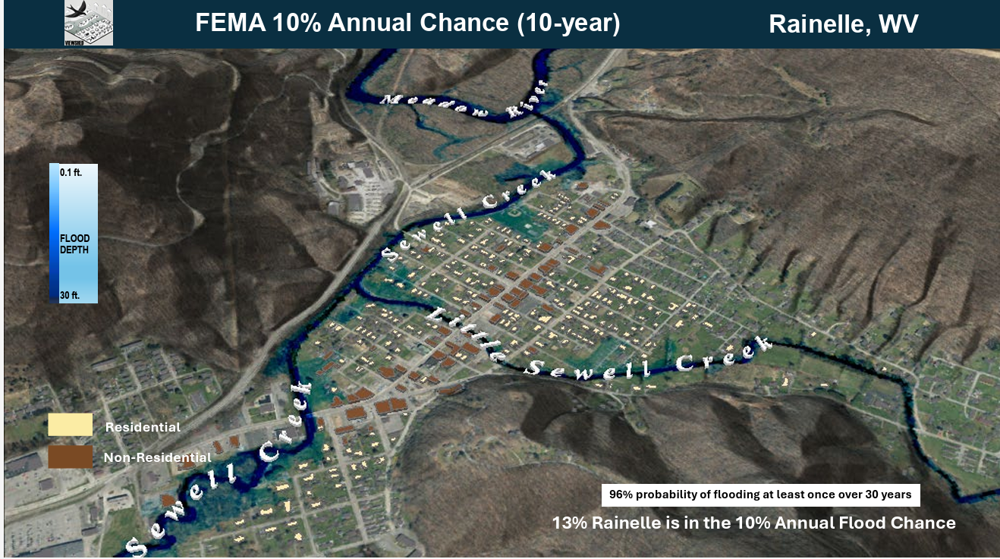 FEMA 10% Annual Chance (10-year)
Rainelle, WV
VIEWSHED
Meadow River
0.1 ft.
FLOOD
DEPTH
30 ft.
Sewell Creek
Little Sewell Creek
Sewell Creek
Residential
Non-Residential
96% probability of flooding at least once over 30 years
13% Rainelle is in the 10% Annual Flood Chance